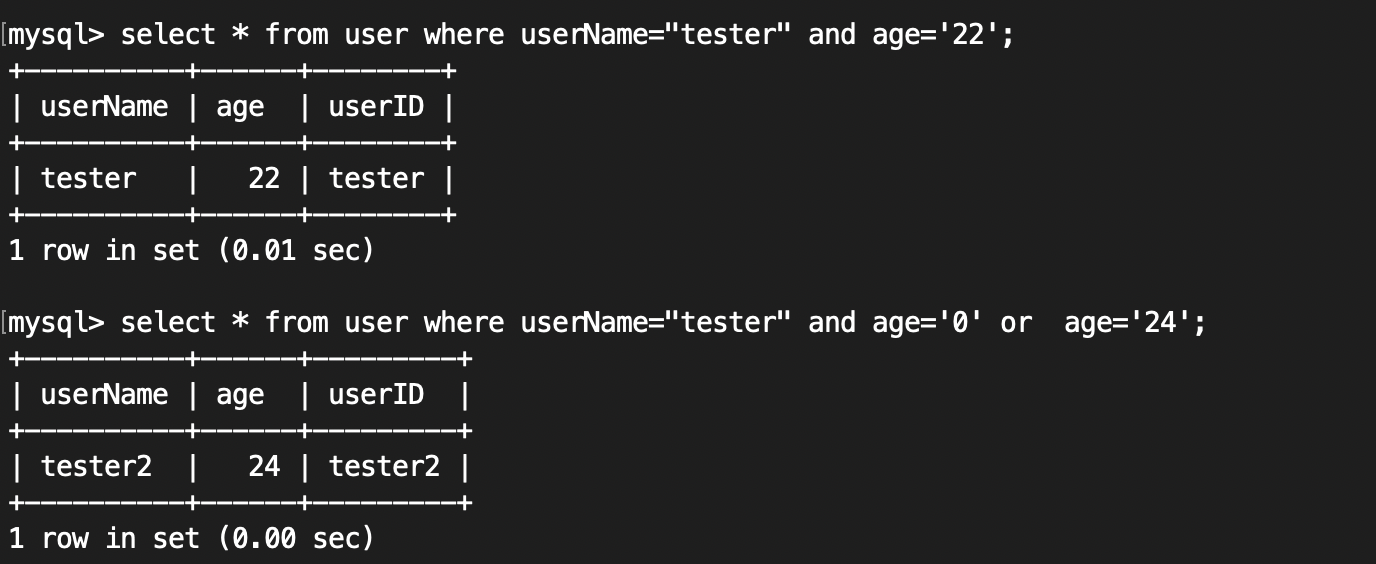 [mysql> select * from user where userName="tester" and age='22';
+----------+------+--------+
| userName | age  | userID |
+----------+------+--------+
| tester   |   22 | tester |
+----------+------+--------+
1 row in set (0.01 sec)
[mysql> select * from user where userName="tester" and age='0' or  age='24';
+----------+------+---------+
| userName | age  | userID  |
+----------+------+---------+
| tester2  |   24 | tester2 |
+----------+------+---------+
1 row in set (0.00 sec)